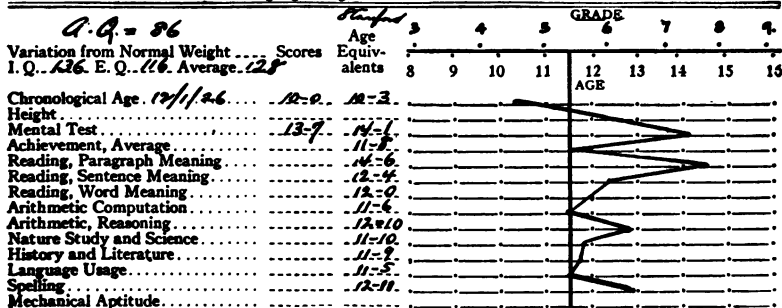 Stanford GRADE
A.Q. = 86 Age 3 4 5 6 7 8 9
Variation from Normal Weight .... Scores Equiv-
I. Q. 136 E. Q. 116 Average 128 alents 8 9 10 11 12 13 14 15
AGE
Chronological Age 12/1/26 10-0 10-3
Height
Mental Test 13-9 14-1
Achievement, Average 11-8
Reading, Paragraph Meaning 14-6
Reading, Sentence Meaning 12-4
Reading, Word Meaning 12-0
Arithmetic Computation 11-6
Arithmetic, Reasoning 12-10
Nature Study and Science 11-10
History and Literature 11-9
Language Usage 11-5
Spelling 12-11
Mechanical Aptitude